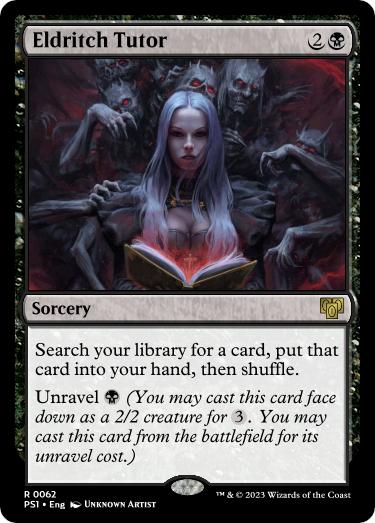 Eldritch Tutor 2
Sorcery
Search your library for a card, put that
card into your hand, then shuffle.
Unravel (You may cast this card face
down as a 2/2 creature for 3. You may
cast this card from the battlefield for its
unravel cost.)
R 0062
PS1 • Eng Unknown Artist
™ & © 2023 Wizards of the Coast